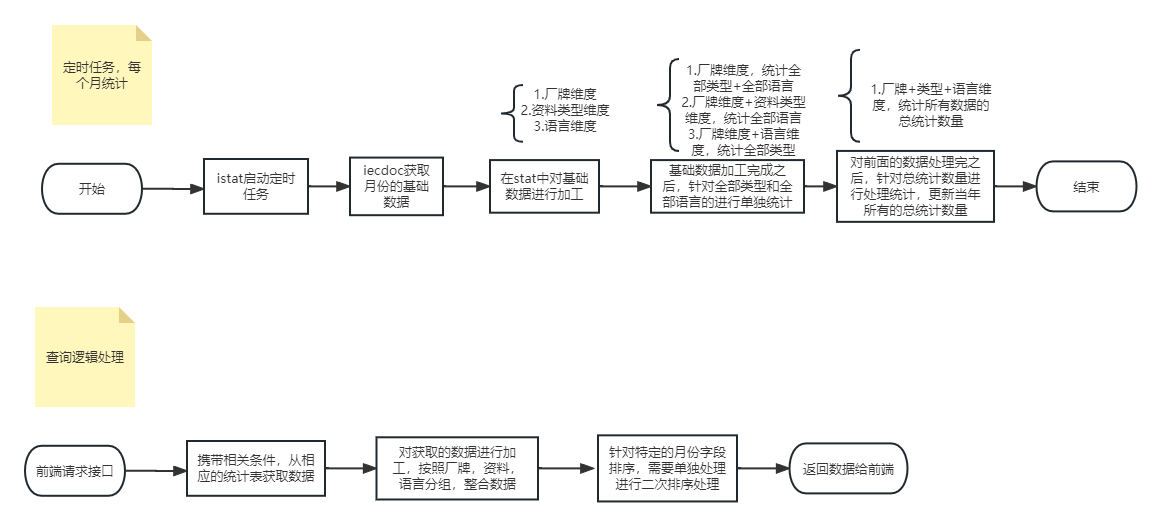 定时任务，每
个月统计
1.厂牌维度
2.资料类型维度
3.语言维度
1.厂牌维度，统计全
部类型+全部语言
2.厂牌维度+资料类型
维度，统计全部语言
3.厂牌维度+语言维
度，统计全部类型
1.厂牌+类型+语言维
度，统计所有数据的
总统计数量
开始
istat启动定时
任务
iecdoc获取
月份的基础
数据
在stat中对基础
数据进行加工
基础数据加工完成之
后，针对全部类型和全
部语言的进行单独统计
对前面的数据处理完之
后，针对总统计数量进
行处理统计，更新当年
所有的总统计数量
结束
查询逻辑处理
前端请求接口
携带相关条件，从相
应的统计表获取数据
对获取的数据进行加
工，按照厂牌，资料，
语言分组，整合数据
针对特定的月份字段
排序，需要单独处理
进行二次排序处理
返回数据给前端